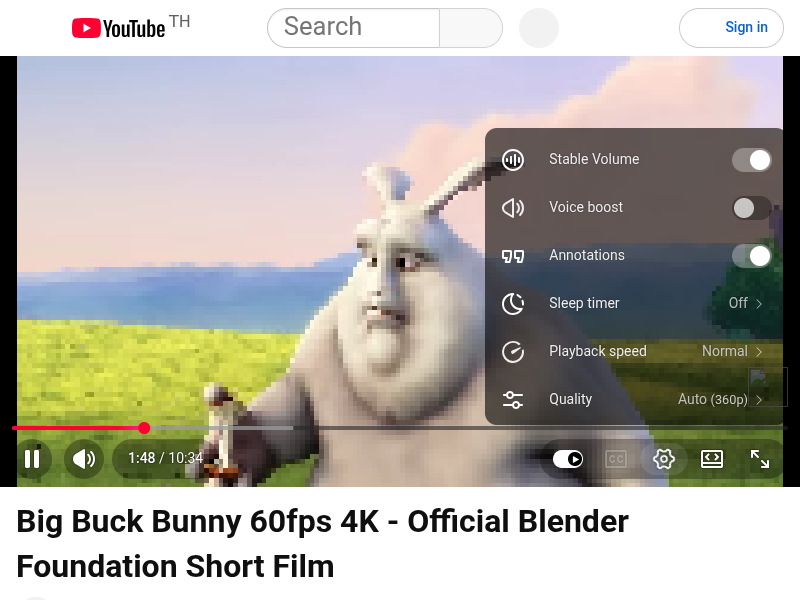 YouTube TH
Search
Sign in
Stable Volume
Voice boost
Annotations
Sleep timer Off
Playback speed Normal
Quality Auto (360p)
1:48 / 10:34
CC
Big Buck Bunny 60fps 4K - Official Blender
Foundation Short Film